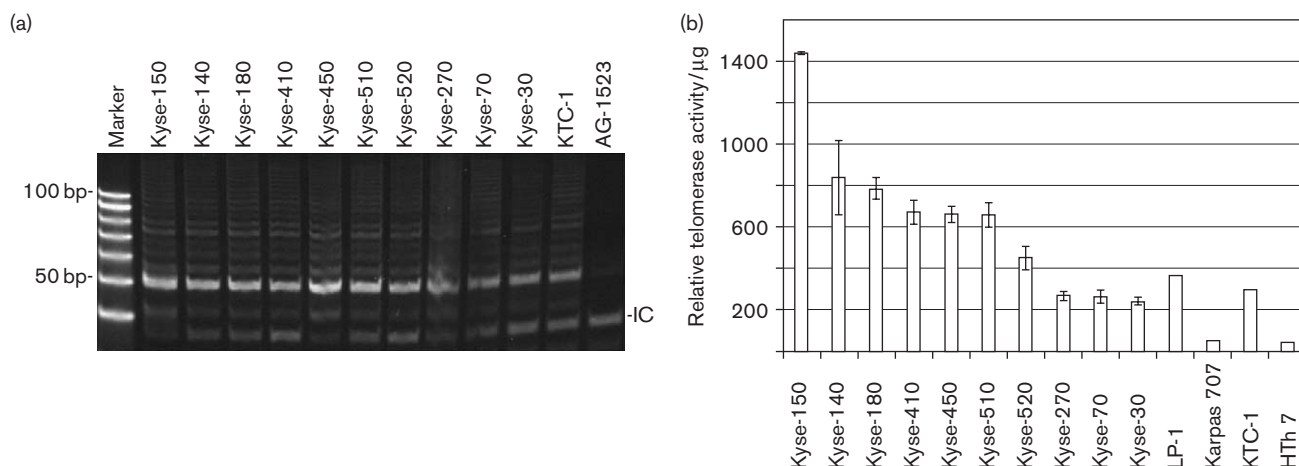 (a)
Marker
Kyse-150
Kyse-140
Kyse-180
Kyse-410
Kyse-450
Kyse-510
Kyse-520
Kyse-270
Kyse-70
Kyse-30
KTC-1
AG-1523
100 bp-
50 bp-
-IC
(b)
Relative telomerase activity/μg
1400
1000
600
200
Kyse-150
Kyse-140
Kyse-180
Kyse-410
Kyse-450
Kyse-510
Kyse-520
Kyse-270
Kyse-70
Kyse-30
LP-1
Karpas 707
KTC-1
HTh 7